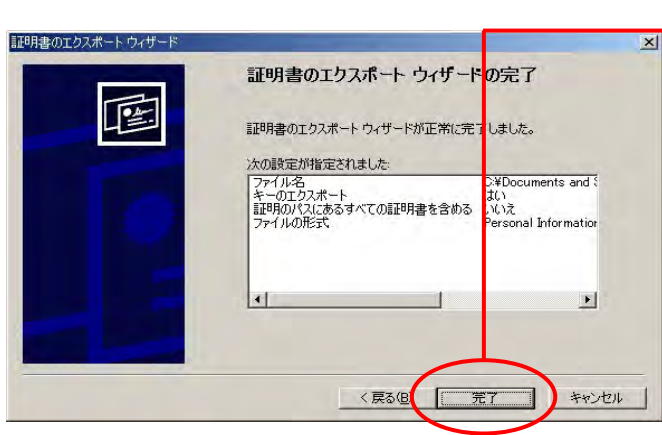 証明書のエクスポート ウィザード
証明書のエクスポート ウィザードの完了
証明書のエクスポート ウィザードが正常に完了しました。
次の設定が指定されました:
ファイル名 C:¥Documents and S
キーのエクスポート はい
証明のパスにあるすべての証明書を含める いいえ
ファイルの形式 Personal Information
< 戻る(B) 完了 キャンセル